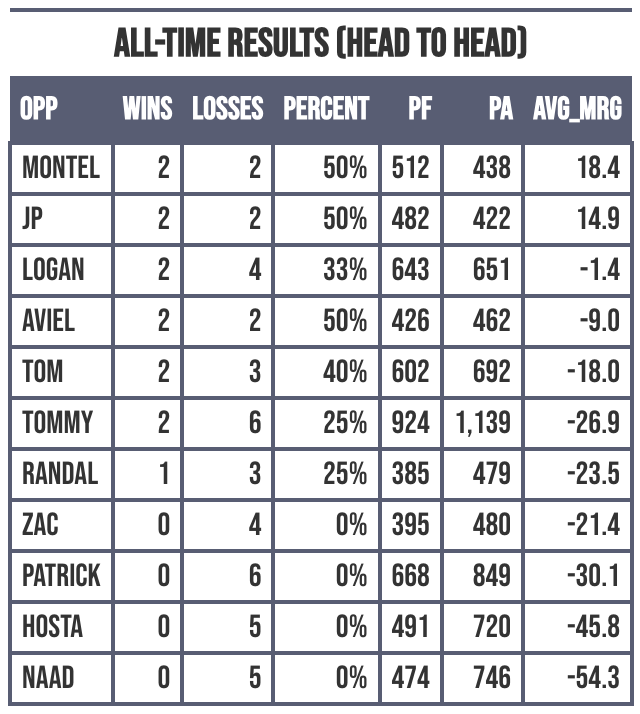 ALL-TIME RESULTS (HEAD TO HEAD)
OPP WINS LOSSES PERCENT PF PA AVG_MRG
MONTEL 2 2 50% 512 438 18.4
JP 2 2 50% 482 422 14.9
LOGAN 2 4 33% 643 651 -1.4
AVIEL 2 2 50% 426 462 -9.0
TOM 2 3 40% 602 692 -18.0
TOMMY 2 6 25% 924 1,139 -26.9
RANDAL 1 3 25% 385 479 -23.5
ZAC 0 4 0% 395 480 -21.4
PATRICK 0 6 0% 668 849 -30.1
HOSTA 0 5 0% 491 720 -45.8
NAAD 0 5 0% 474 746 -54.3